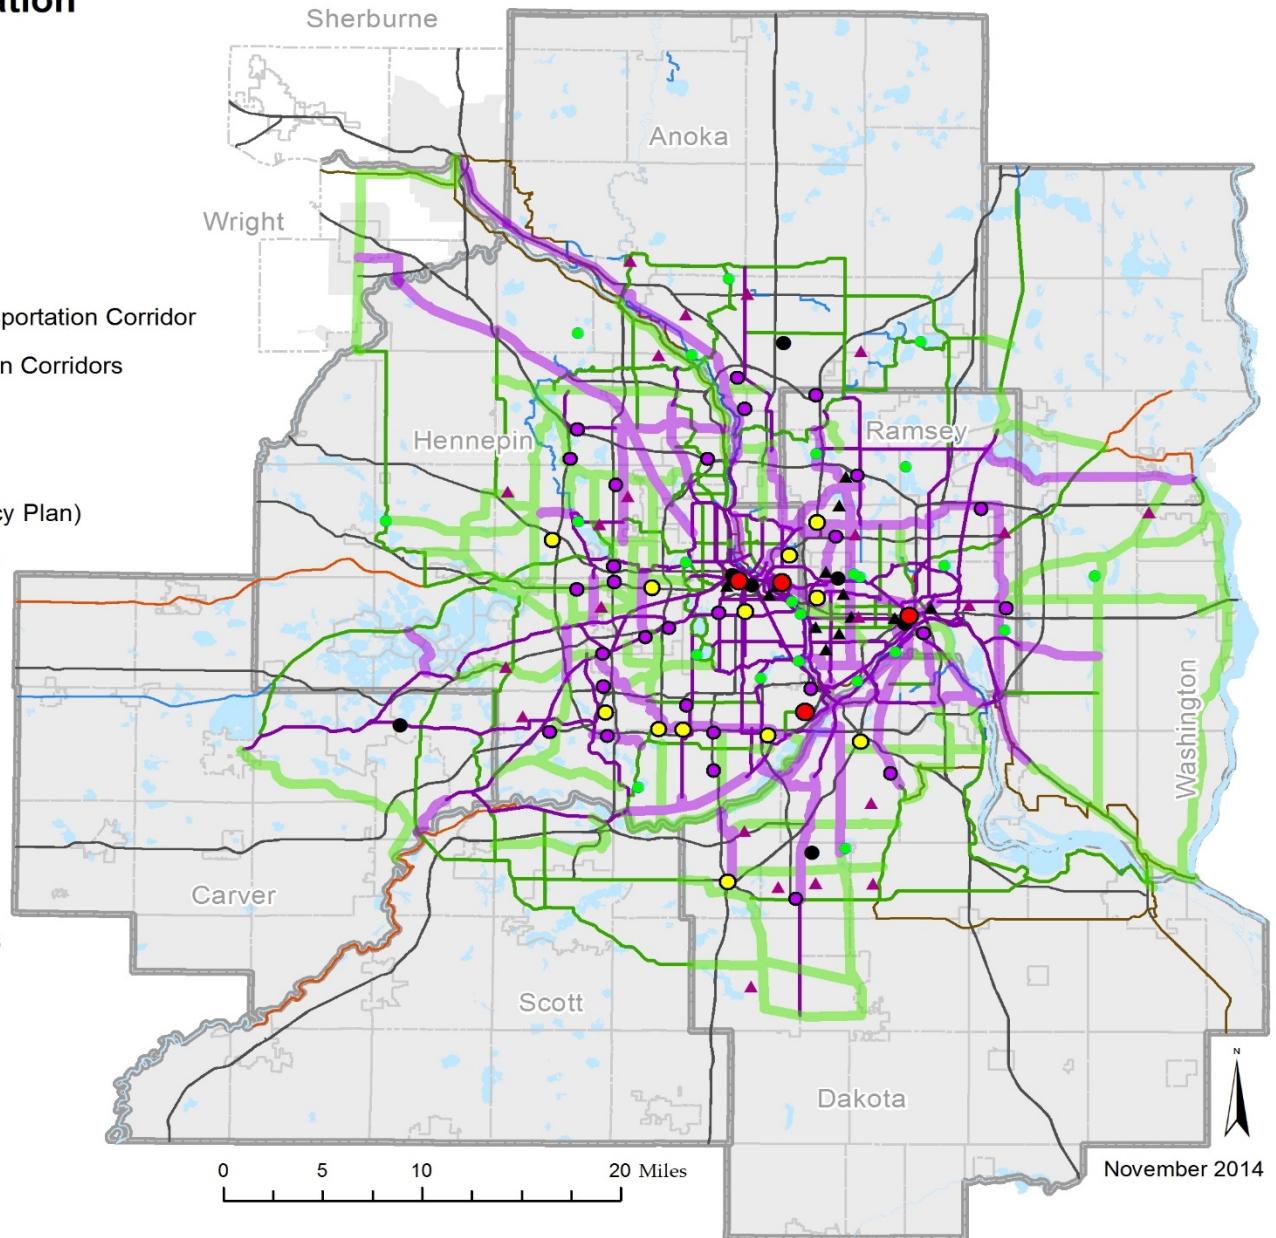 Sherburne
Anoka
Wright
portation Corridor
n Corridors
Hennepin
Ramsey
cy Plan)
Washington
Carver
Scott
Dakota
N
0 5 10 20 Miles
November 2014